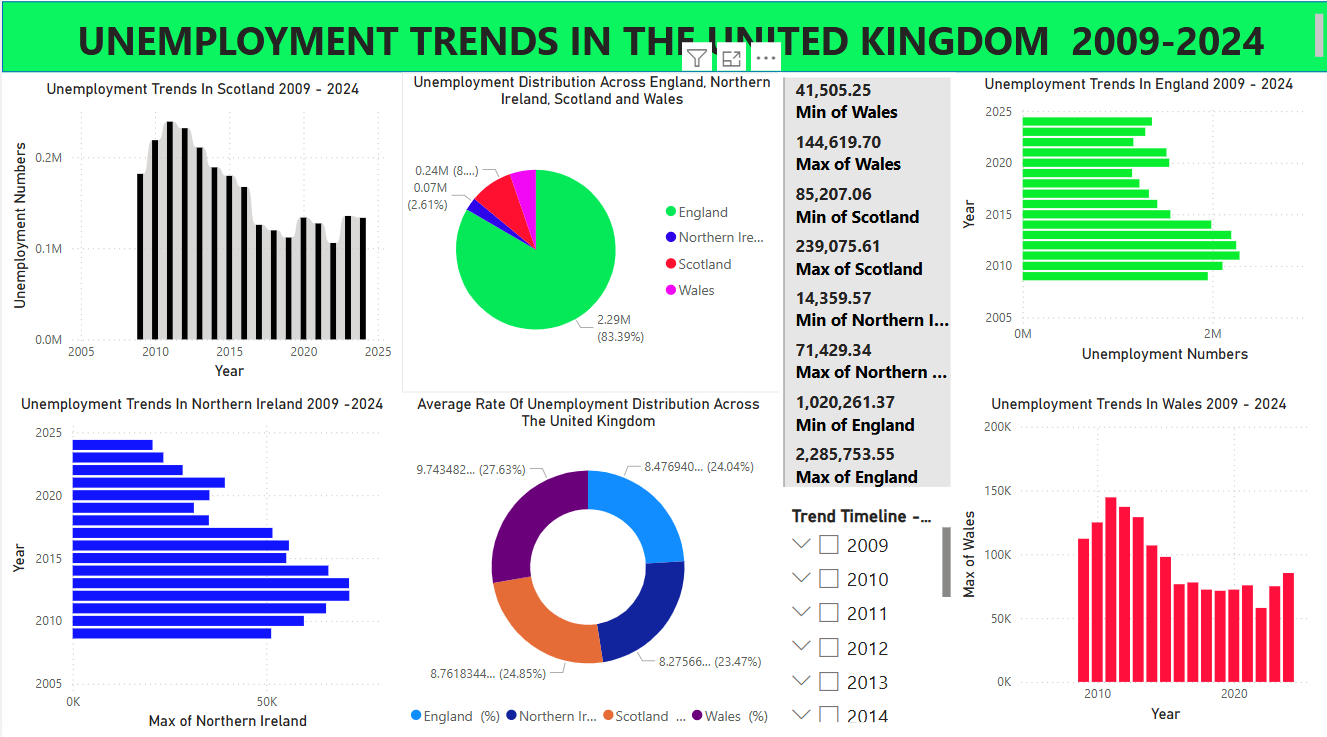 UNEMPLOYMENT TRENDS IN THE UNITED KINGDOM 2009-2024
Unemployment Trends In Scotland 2009 - 2024
Unemployment Numbers
0.2M
0.1M
0.0M
2005
2010
2015
2020
2025
Year
Unemployment Distribution Across England, Northern
Ireland, Scotland and Wales
0.24M (8....)
0.07M
(2.61%)
2.29M
(83.39%)
England
Northern Ire...
Scotland
Wales
41,505.25
Min of Wales
144,619.70
Max of Wales
85,207.06
Min of Scotland
239,075.61
Max of Scotland
14,359.57
Min of Northern I...
71,429.34
Max of Northern ...
1,020,261.37
Min of England
2,285,753.55
Max of England
Unemployment Trends In England 2009 - 2024
Year
2025
2020
2015
2010
2005
0M
2M
Unemployment Numbers
Unemployment Trends In Northern Ireland 2009 -2024
Year
2025
2020
2015
2010
2005
0K
50K
Max of Northern Ireland
Average Rate Of Unemployment Distribution Across
The United Kingdom
9.743482... (27.63%)
8.476940... (24.04%)
8.7618344... (24.85%)
8.27566... (23.47%)
England (%)
Northern Ir...
Scotland ...
Wales (%)
Trend Timeline -...
2009
2010
2011
2012
2013
2014
Unemployment Trends In Wales 2009 - 2024
Max of Wales
200K
150K
100K
50K
0K
2010
2020
Year